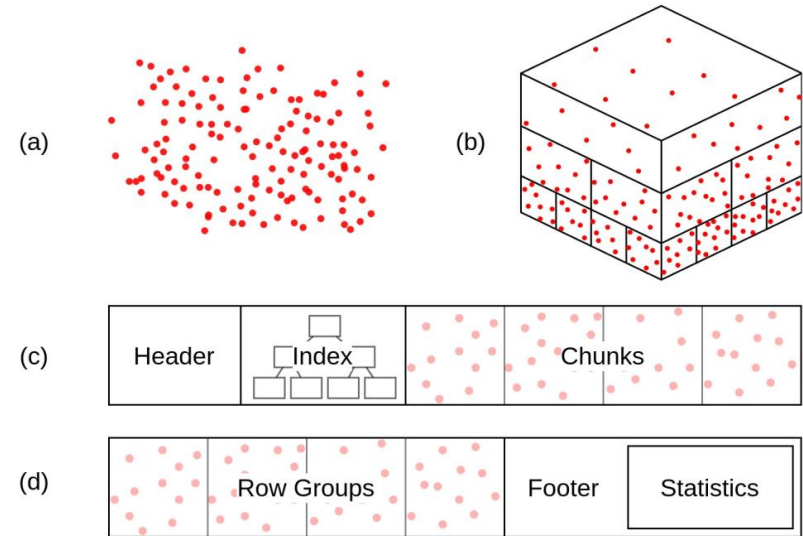 (a)
(b)
(c)
Header
Index
Chunks
(d)
Row Groups
Footer
Statistics